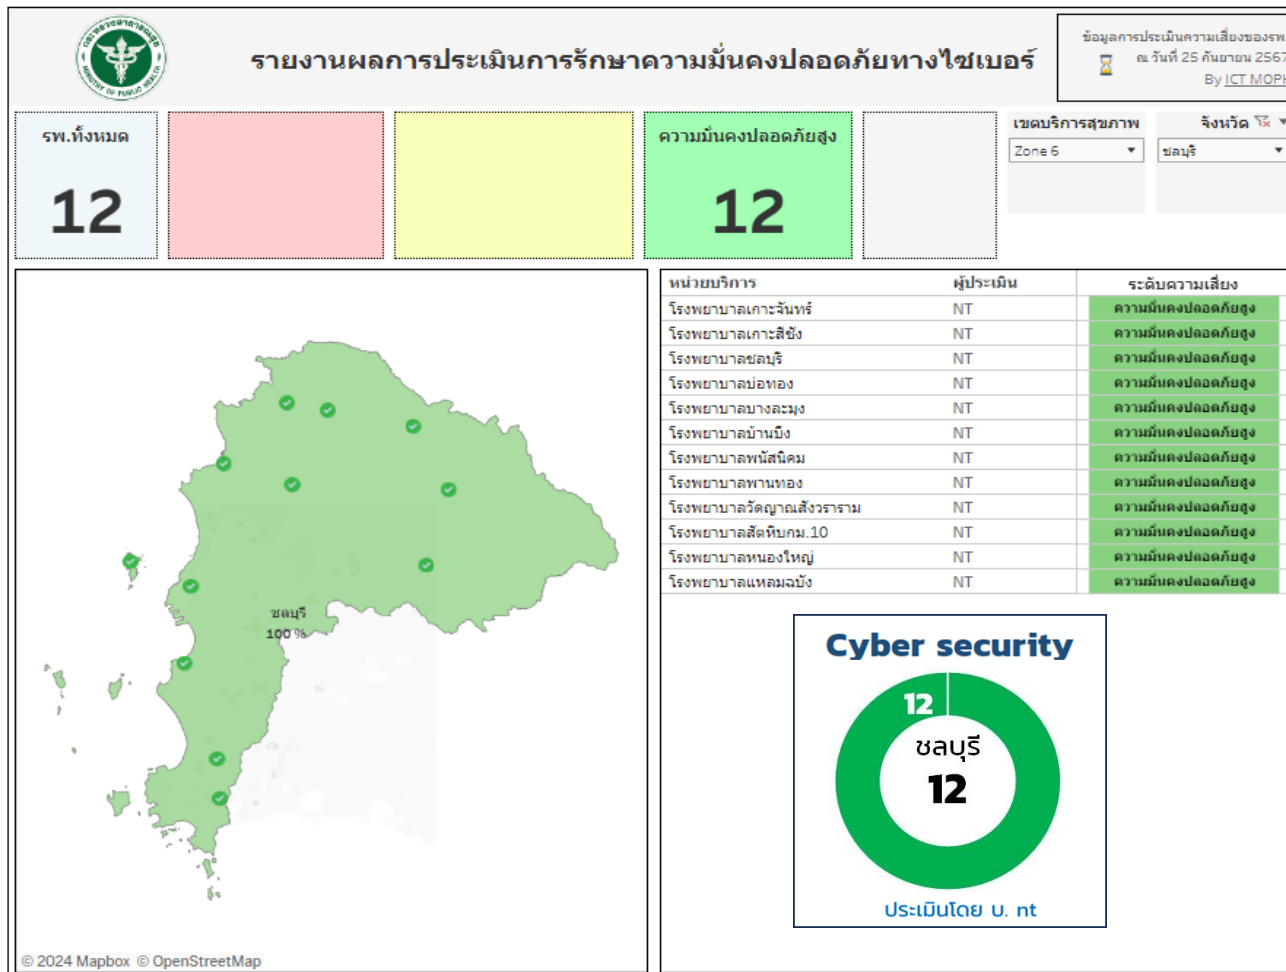 กระทรวงสาธารณสุข
MINISTRY OF PUBLIC HEALTH
รายงานผลการประเมินการรักษาความมั่นคงปลอดภัยทางไซเบอร์
ข้อมูลการประเมินความเสี่ยงของรพ
ณ วันที่ 25 กันยายน 2567
By ICT MOPH
รพ.ทั้งหมด
12
ความมั่นคงปลอดภัยสูง
12
เขตบริการสุขภาพ
Zone 6
จังหวัด
ชลบุรี
หน่วยบริการ ผู้ประเมิน ระดับความเสี่ยง
โรงพยาบาลเกาะจันทร์ NT ความมั่นคงปลอดภัยสูง
โรงพยาบาลเกาะสีชัง NT ความมั่นคงปลอดภัยสูง
โรงพยาบาลชลบุรี NT ความมั่นคงปลอดภัยสูง
โรงพยาบาลบ่อทอง NT ความมั่นคงปลอดภัยสูง
โรงพยาบาลบางละมุง NT ความมั่นคงปลอดภัยสูง
โรงพยาบาลบ้านบึง NT ความมั่นคงปลอดภัยสูง
โรงพยาบาลพนัสนิคม NT ความมั่นคงปลอดภัยสูง
โรงพยาบาลพานทอง NT ความมั่นคงปลอดภัยสูง
โรงพยาบาลวัดญาณสังวราราม NT ความมั่นคงปลอดภัยสูง
โรงพยาบาลสัตหีบกม.10 NT ความมั่นคงปลอดภัยสูง
โรงพยาบาลหนองใหญ่ NT ความมั่นคงปลอดภัยสูง
โรงพยาบาลแหลมฉบัง NT ความมั่นคงปลอดภัยสูง
ชลบุรี
100 %
Cyber security
12
ชลบุรี
12
ประเมินโดย บ. nt
© 2024 Mapbox © OpenStreetMap